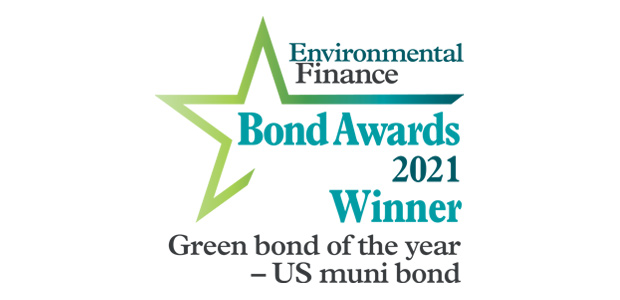 Environmental
Finance
Bond Awards
2021
Winner
Green bond of the year
– US muni bond